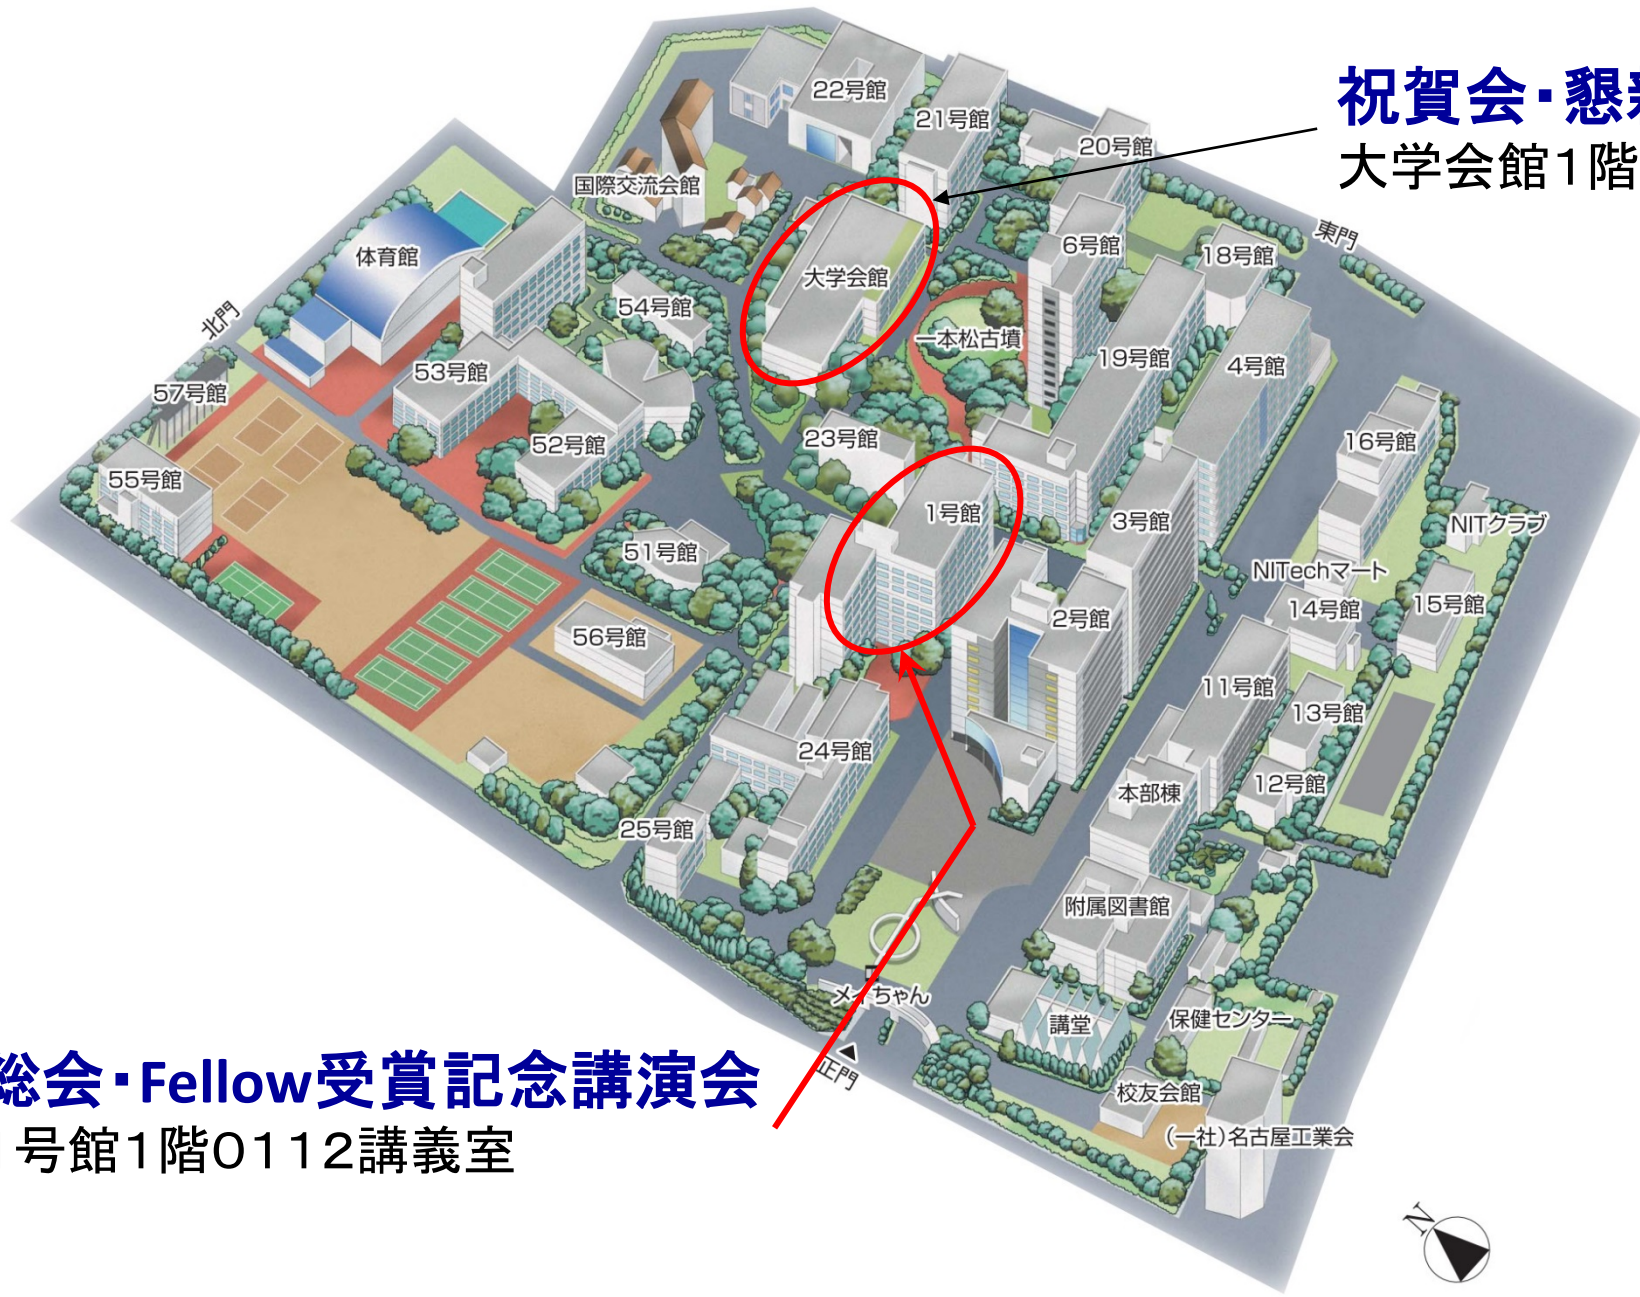 22号館
21号館
祝賀会・懇
大学会館１階
20号館
国際交流会館
東門
体育館
6号館
18号館
大学会館
54号館
北門
一本松古墳
19号館
4号館
53号館
57号館
23号館
16号館
52号館
55号館
1号館
3号館
NITクラブ
51号館
NITechマート
14号館
15号館
2号館
56号館
11号館
13号館
24号館
12号館
本部棟
25号館
附属図書館
メイちゃん
講堂
保健センター
正門
総会・Fellow受賞記念講演会
号館１階０１１２講義室
校友会館
(一社)名古屋工業会
N